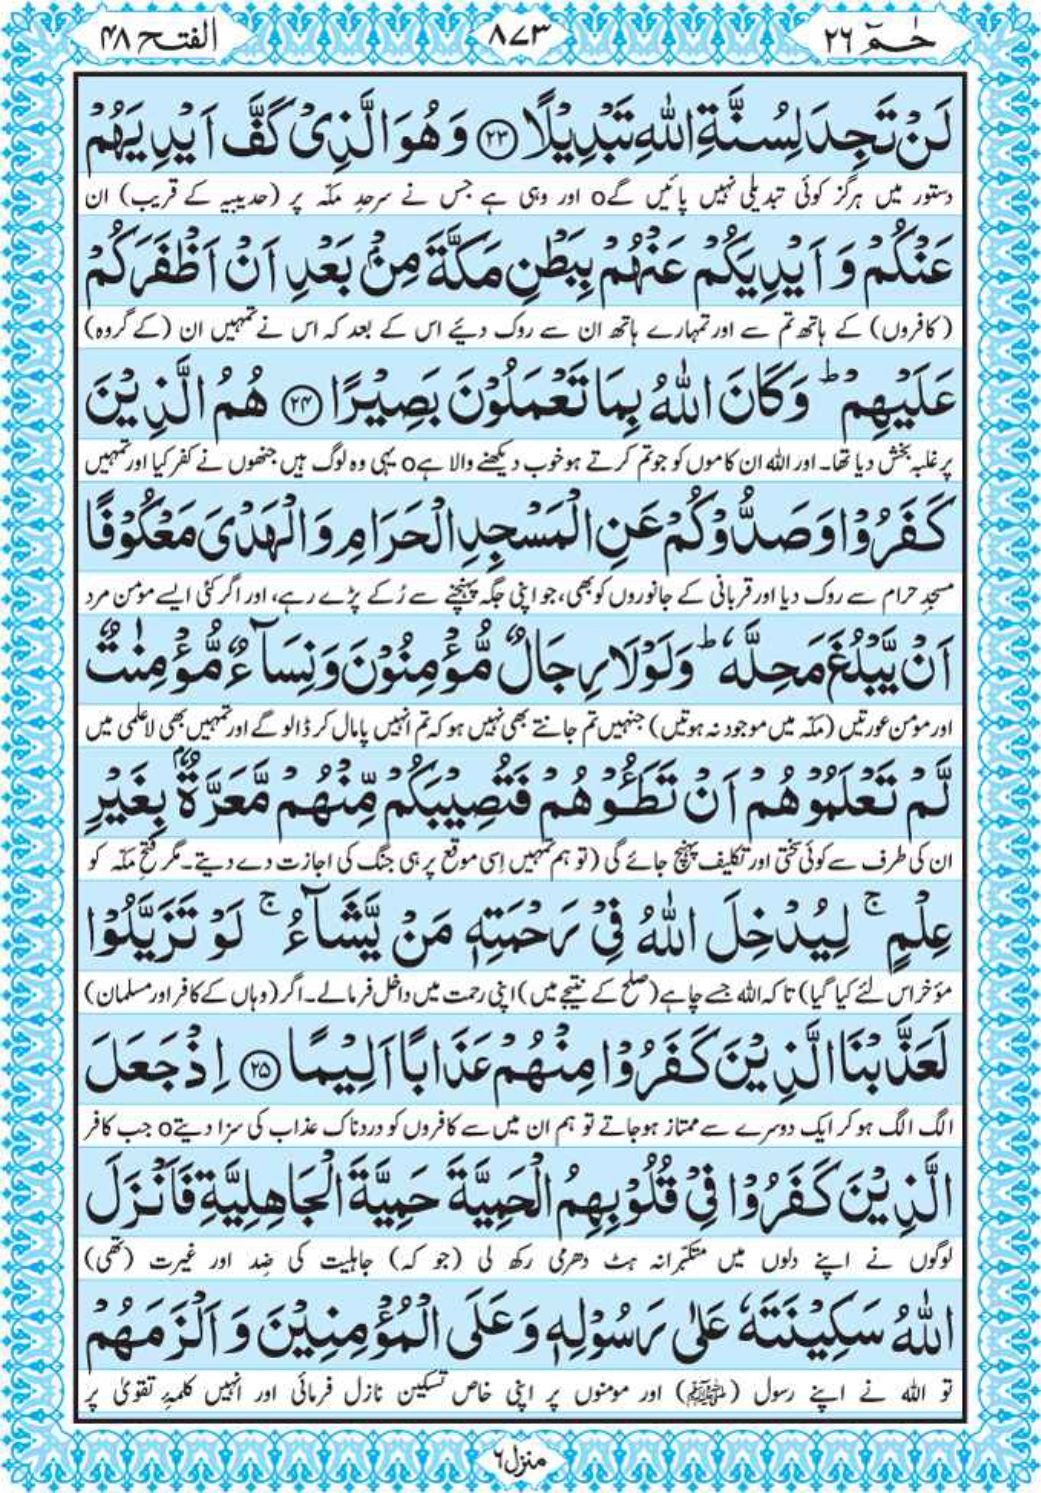 حٰـمٓ ٢٦ ٨٧٣ الفتح ٤٨
لَنْ تَجِدَ لِسُنَّةِ اللّٰهِ تَبْدِیْلًا ﴿٢٣﴾ وَ هُوَ الَّذِیْ كَفَّ اَیْدِیَهُمْ
دستور میں ہرگز کوئی تبدیلی نہیں پائیں گےo اور وہی ہے جس نے سرحدِ مکّہ پر (حدیبیہ کے قریب) ان
عَنْكُمْ وَ اَیْدِیَكُمْ عَنْهُمْ بِبَطْنِ مَكَّةَ مِنْۢ بَعْدِ اَنْ اَظْفَرَكُمْ
(کافروں) کے ہاتھ تم سے اور تمہارے ہاتھ ان سے روک دیئے اس کے بعد کہ اس نے تمہیں ان (کے گروہ)
عَلَیْهِمْ ؕ وَ كَانَ اللّٰهُ بِمَا تَعْمَلُوْنَ بَصِیْرًا ﴿٢٤﴾ هُمُ الَّذِیْنَ
پر غلبہ بخش دیا تھا۔ اور اللہ ان کاموں کو جو تم کرتے ہو خوب دیکھنے والا ہےo یہی وہ لوگ ہیں جنھوں نے کفر کیا اور تمہیں
كَفَرُوْا وَ صَدُّوْكُمْ عَنِ الْمَسْجِدِ الْحَرَامِ وَ الْهَدْیَ مَعْكُوْفًا
مسجدِ حرام سے روک دیا اور قربانی کے جانوروں کو بھی، جو اپنی جگہ پہنچنے سے رُکے پڑے رہے، اور اگر کئی ایسے مومن مرد
اَنْ یَّبْلُغَ مَحِلَّهٗ ؕ وَ لَوْ لَا رِجَالٌ مُّؤْمِنُوْنَ وَ نِسَآءٌ مُّؤْمِنٰتٌ
اور مومن عورتیں (مکّہ میں موجود نہ ہوتیں) جنہیں تم جانتے بھی نہیں ہو کہ تم انہیں پامال کر ڈالو گے اور تمہیں بھی لاعلمی میں
لَّمْ تَعْلَمُوْهُمْ اَنْ تَطَـُٔوْهُمْ فَتُصِیْبَكُمْ مِّنْهُمْ مَّعَرَّةٌۢ بِغَیْرِ
ان کی طرف سے کوئی سختی اور تکلیف پہنچ جائے گی (تو ہم تمہیں اِسی موقع پر ہی جنگ کی اجازت دے دیتے۔ مگر فتحِ مکّہ کو
عِلْمٍ ۚ لِیُدْخِلَ اللّٰهُ فِیْ رَحْمَتِهٖ مَنْ یَّشَآءُ ۚ لَوْ تَزَیَّلُوْا
مؤخر اس لئے کیا گیا) تاکہ اللہ جسے چاہے (صلح کے نتیجے میں) اپنی رحمت میں داخل فرما لے۔ اگر (وہاں کے کافر اور مسلمان)
لَعَذَّبْنَا الَّذِیْنَ كَفَرُوْا مِنْهُمْ عَذَابًا اَلِیْمًا ﴿٢٥﴾ اِذْ جَعَلَ
الگ الگ ہو کر ایک دوسرے سے ممتاز ہو جاتے تو ہم ان میں سے کافروں کو دردناک عذاب کی سزا دیتےo جب کافر
الَّذِیْنَ كَفَرُوْا فِیْ قُلُوْبِهِمُ الْحَمِیَّةَ حَمِیَّةَ الْجَاهِلِیَّةِ فَاَنْزَلَ
لوگوں نے اپنے دلوں میں متکبّرانہ ہٹ دھرمی رکھ لی (جو کہ) جاہلیت کی ضِد اور غیرت (تھی)
اللّٰهُ سَكِیْنَتَهٗ عَلٰی رَسُوْلِهٖ وَ عَلَی الْمُؤْمِنِیْنَ وَ اَلْزَمَهُمْ
تو اللہ نے اپنے رسول (ﷺ) اور مومنوں پر اپنی خاص تسکین نازل فرمائی اور انہیں کلمۂِ تقویٰ پر
منزل ٦